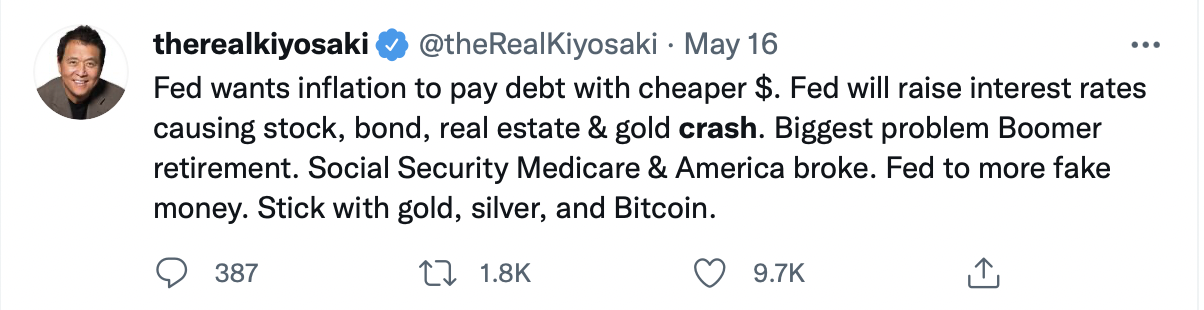 therealkiyosaki @theRealKiyosaki · May 16
Fed wants inflation to pay debt with cheaper $. Fed will raise interest rates
causing stock, bond, real estate & gold crash. Biggest problem Boomer
retirement. Social Security Medicare & America broke. Fed to more fake
money. Stick with gold, silver, and Bitcoin.
387 1.8K 9.7K